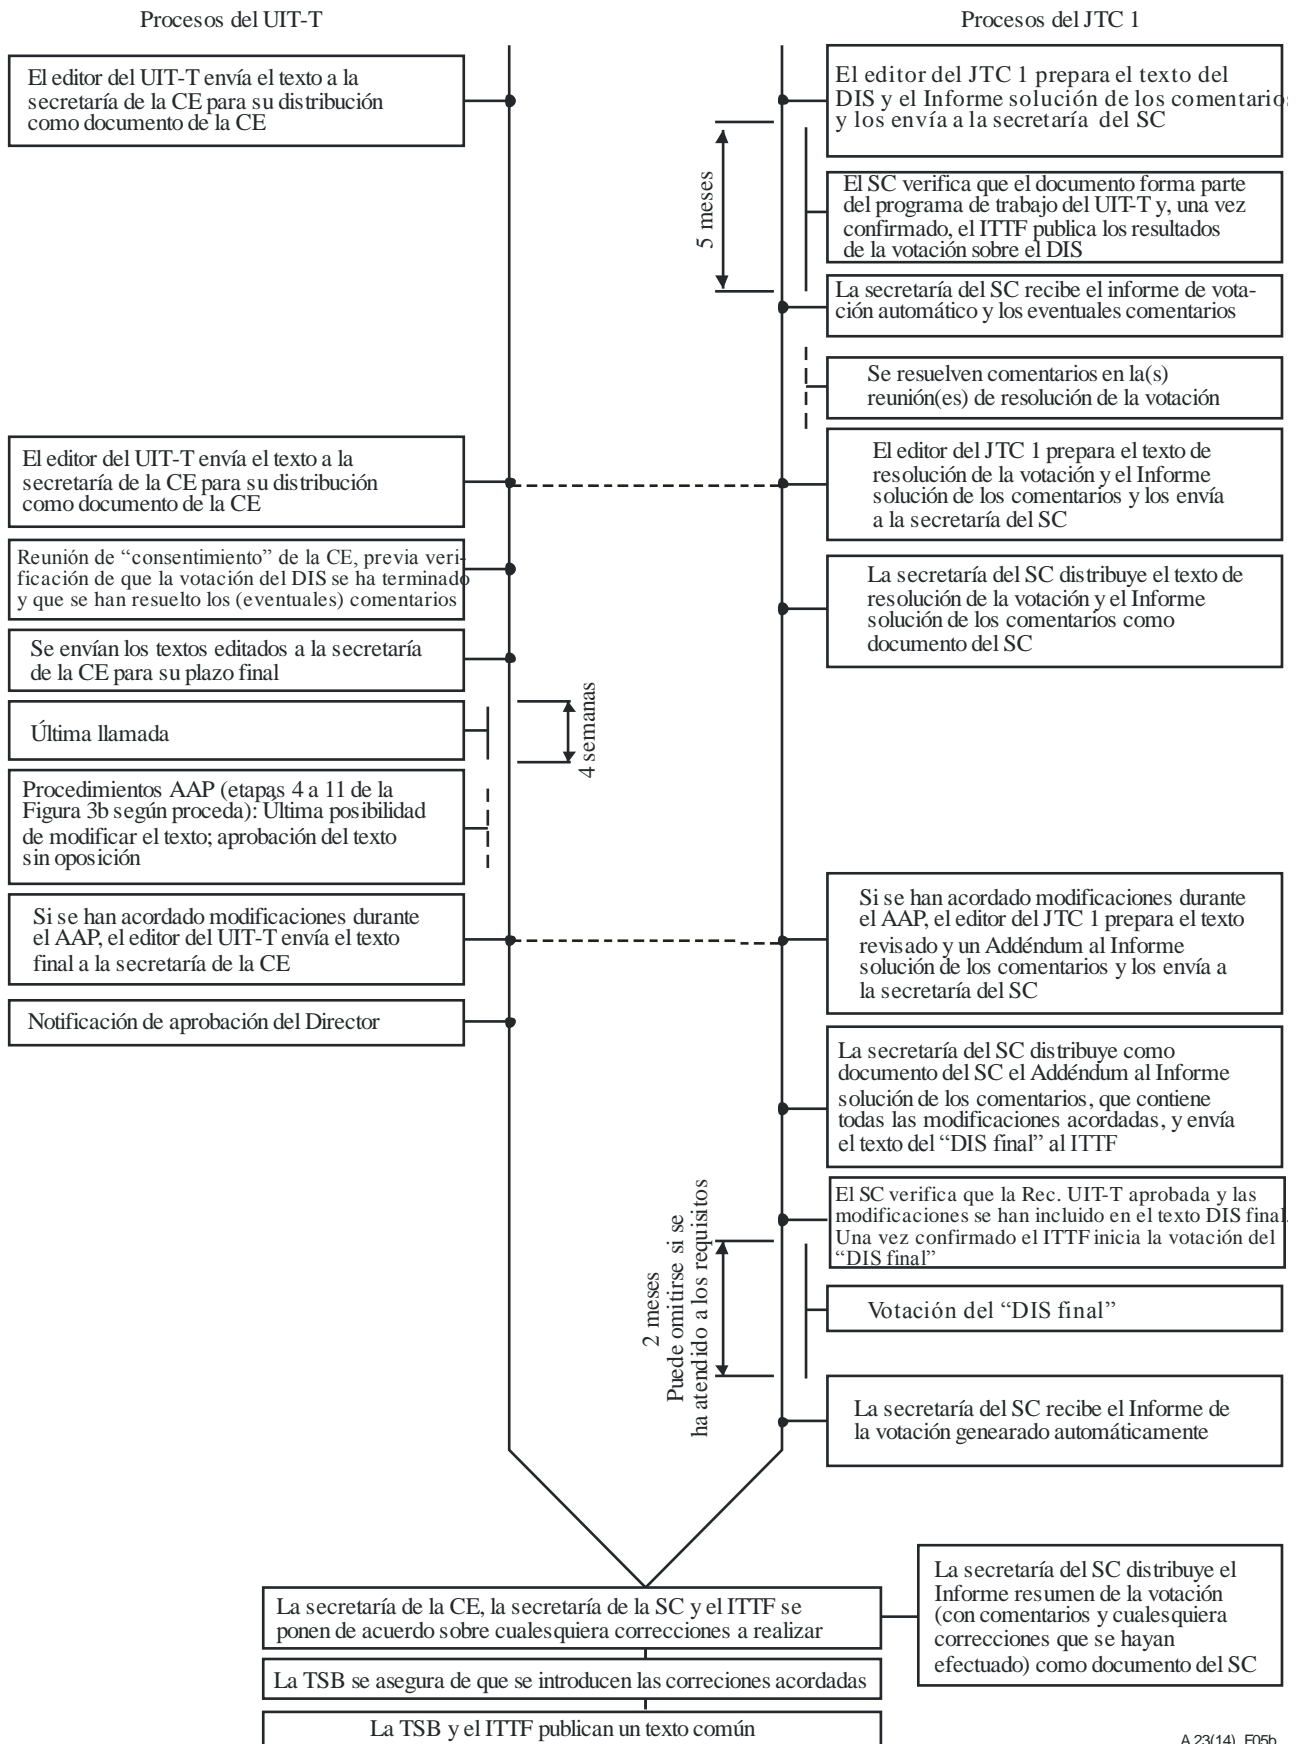 Procesos del UIT-T
Procesos del JTC 1
El editor del UIT-T envía el texto a la
secretaría de la CE para su distribución
como documento de la CE
El editor del JTC 1 prepara el texto del
DIS y el Informe solución de los comentarios
y los envía a la secretaría del SC
5 meses
El SC verifica que el documento forma parte
del programa de trabajo del UIT-T y, una vez
confirmado, el ITTF publica los resultados
de la votación sobre el DIS
La secretaría del SC recibe el informe de vota-
ción automático y los eventuales comentarios
Se resuelven comentarios en la(s)
reunión(es) de resolución de la votación
El editor del UIT-T envía el texto a la
secretaría de la CE para su distribución
como documento de la CE
El editor del JTC 1 prepara el texto de
resolución de la votación y el Informe
solución de los comentarios y los envía
a la secretaría del SC
Reunión de “consentimiento” de la CE, previa veri-
ficación de que la votación del DIS se ha terminado
y que se han resuelto los (eventuales) comentarios
La secretaría del SC distribuye el texto de
resolución de la votación y el Informe
solución de los comentarios como
documento del SC
Se envían los textos editados a la secretaría
de la CE para su plazo final
Última llamada
4 semanas
Procedimientos AAP (etapas 4 a 11 de la
Figura 3b según proceda): Última posibilidad
de modificar el texto; aprobación del texto
sin oposición
Si se han acordado modificaciones durante
el AAP, el editor del UIT-T envía el texto
final a la secretaría de la CE
Si se han acordado modificaciones durante
el AAP, el editor del JTC 1 prepara el texto
revisado y un Addéndum al Informe
solución de los comentarios y los envía a
la secretaría del SC
Notificación de aprobación del Director
La secretaría del SC distribuye como
documento del SC el Addéndum al Informe
solución de los comentarios, que contiene
todas las modificaciones acordadas, y envía
el texto del “DIS final” al ITTF
El SC verifica que la Rec. UIT-T aprobada y las
modificaciones se han incluido en el texto DIS final.
Una vez confirmado el ITTF inicia la votación del
“DIS final”
2 meses
Puede omitirse si se
ha atendido a los requisitos
Votación del “DIS final”
La secretaría del SC recibe el Informe de
la votación genearado automáticamente
La secretaría de la CE, la secretaría de la SC y el ITTF se
ponen de acuerdo sobre cualesquiera correcciones a realizar
La secretaría del SC distribuye el
Informe resumen de la votación
(con comentarios y cualesquiera
correcciones que se hayan
efectuado) como documento del SC
La TSB se asegura de que se introducen las correciones acordadas
La TSB y el ITTF publican un texto común
A.23(14)_F05b